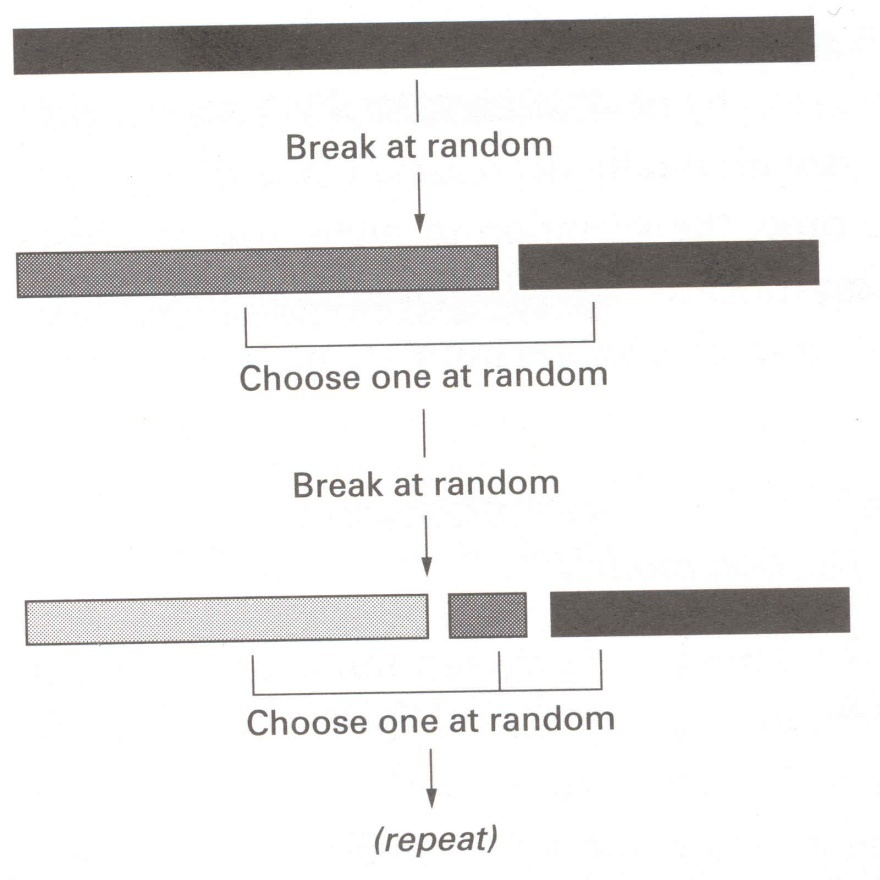 Break at random
Choose one at random
Break at random
Choose one at random
(repeat)